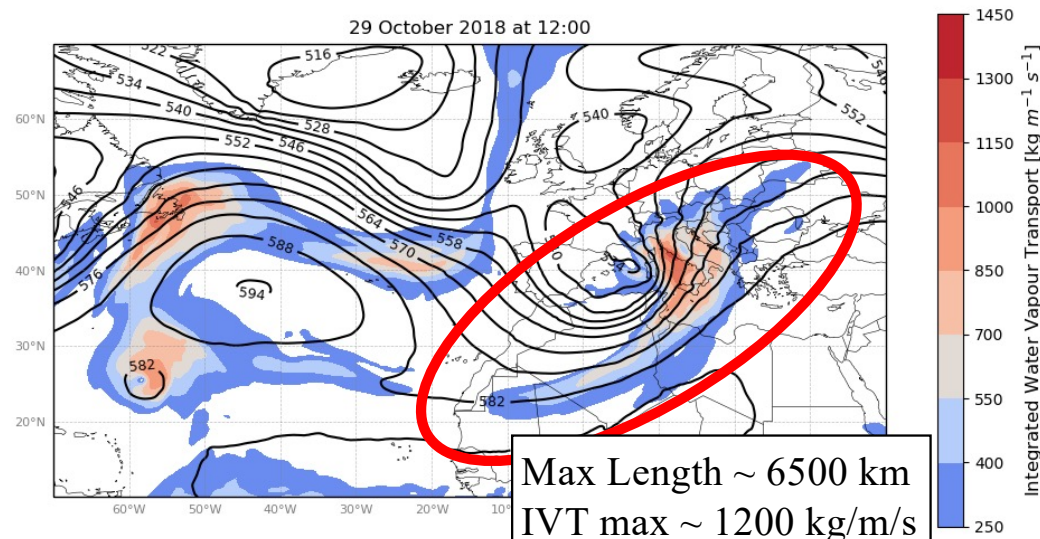 29 October 2018 at 12:00
522
516
534
540
528
552
546
546
564
558
588
570
576
594
582
540
552
582
60°N
50°N
40°N
30°N
20°N
60°W
50°W
40°W
30°W
20°W
Max Length ~ 6500 km
IVT max ~ 1200 kg/m/s
1450
1300
1150
1000
850
700
550
400
250
Integrated Water Vapour Transport [kg m⁻¹ s⁻¹]